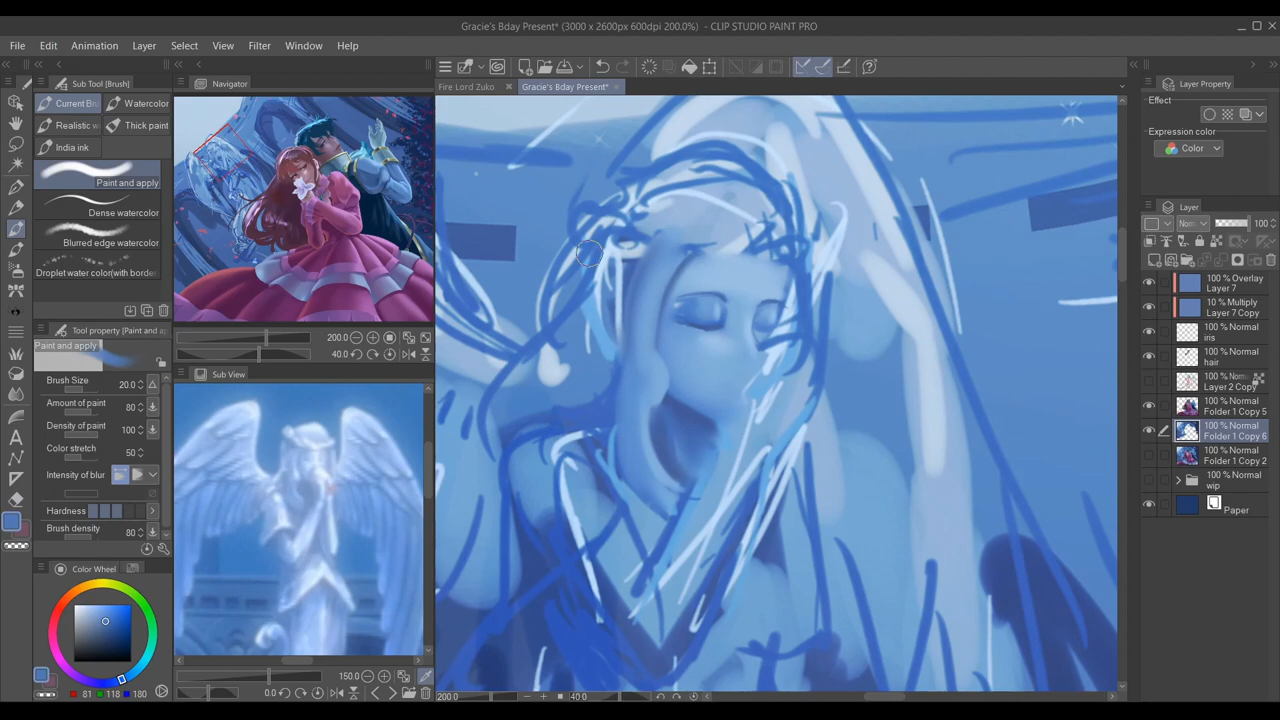 Gracie's Bday Present* (3000 x 2600px 600dpi 200.0%) - CLIP STUDIO PAINT PRO
File Edit Animation Layer Select View Filter Window Help
Sub Tool [Brush]
Current Br
Watercolor
Realistic w
Thick paint
India ink
Paint and apply
Dense watercolor
Blurred edge watercolor
Droplet water color(with border
Tool property [Paint and ap
Paint and apply
Brush Size 20.0
Amount of paint 80
Density of paint 100
Color stretch 50
Intensity of blur
Hardness
Brush density 80
Color Wheel
81 118 180
Navigator
200.0
40.0
Sub View
150.0
0.0
Fire Lord Zuko
Gracie's Bday Present*
200.0
40.0
Layer Property
Effect
Expression color
Color
Layer
Norm
100
100 % Overlay
Layer 7
10 % Multiply
Layer 7 Copy
100 % Normal
iris
100 % Normal
hair
100 % Norm
Layer 2 Copy
100 % Normal
Folder 1 Copy 5
100 % Normal
Folder 1 Copy 6
100 % Normal
Folder 1 Copy 2
100 % Normal
wip
Paper